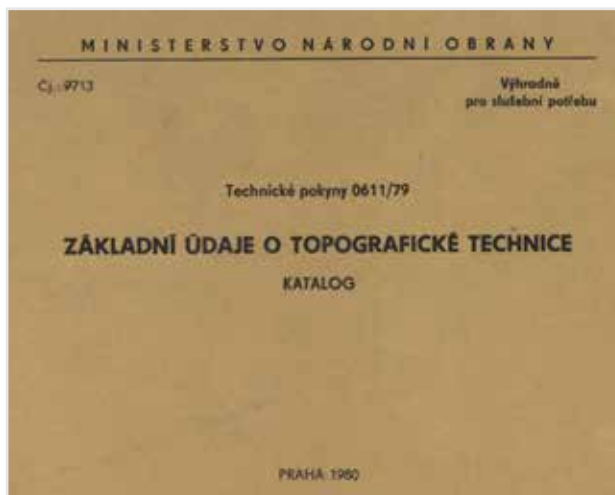 MINISTERSTVO NÁRODNÍ OBRANY
Čj.: 9713
Výhradně
pro služební potřebu
Technické pokyny 0611/79
ZÁKLADNÍ ÚDAJE O TOPOGRAFICKÉ TECHNICE
KATALOG
PRAHA 1980